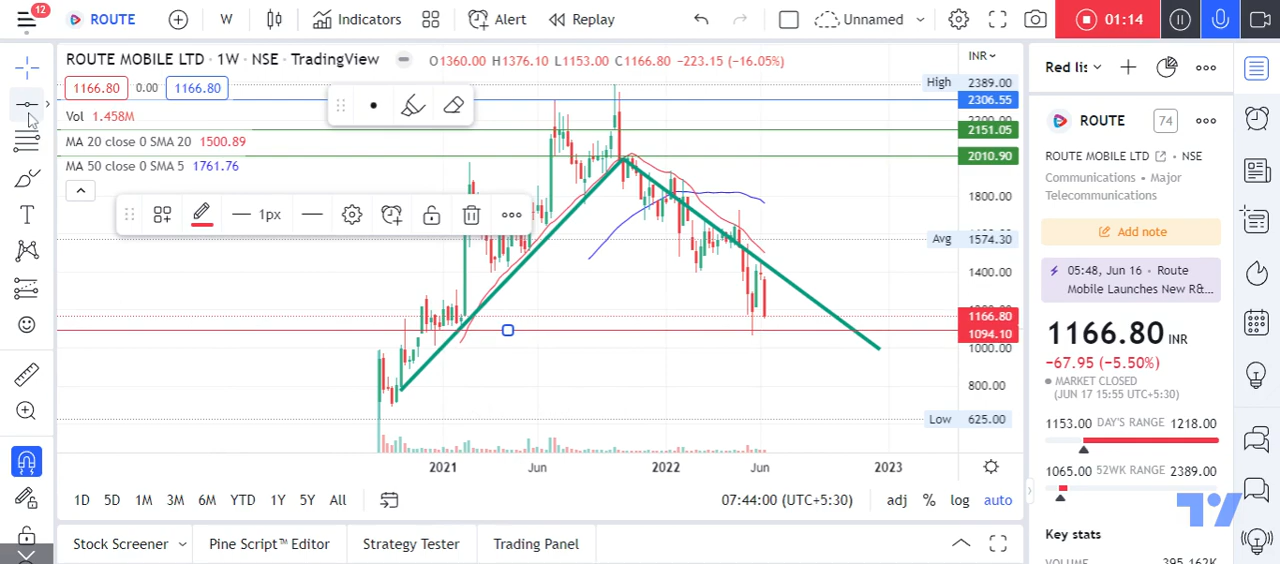 12
ROUTE
W
Indicators
Alert
Replay
Unnamed
01:14
ROUTE MOBILE LTD · 1W · NSE · TradingView
O1360.00 H1376.10 L1153.00 C1166.80 −223.15 (−16.05%)
INR
1166.80 0.00 1166.80
Vol 1.458M
MA 20 close 0 SMA 20 1500.89
MA 50 close 0 SMA 5 1761.76
1px
High 2389.00
2306.55
2151.05
2010.90
1800.00
Avg 1574.30
1400.00
1166.80
1094.10
1000.00
800.00
Low 625.00
2021 Jun 2022 Jun 2023
1D 5D 1M 3M 6M YTD 1Y 5Y All
07:44:00 (UTC+5:30)
adj % log auto
Stock Screener
Pine Script™ Editor
Strategy Tester
Trading Panel
Red lis
ROUTE
74
ROUTE MOBILE LTD · NSE
Communications · Major
Telecommunications
Add note
05:48, Jun 16 · Route
Mobile Launches New R&...
1166.80 INR
−67.95 (−5.50%)
MARKET CLOSED
(JUN 17 15:55 UTC+5:30)
1153.00 DAY'S RANGE 1218.00
1065.00 52WK RANGE 2389.00
Key stats